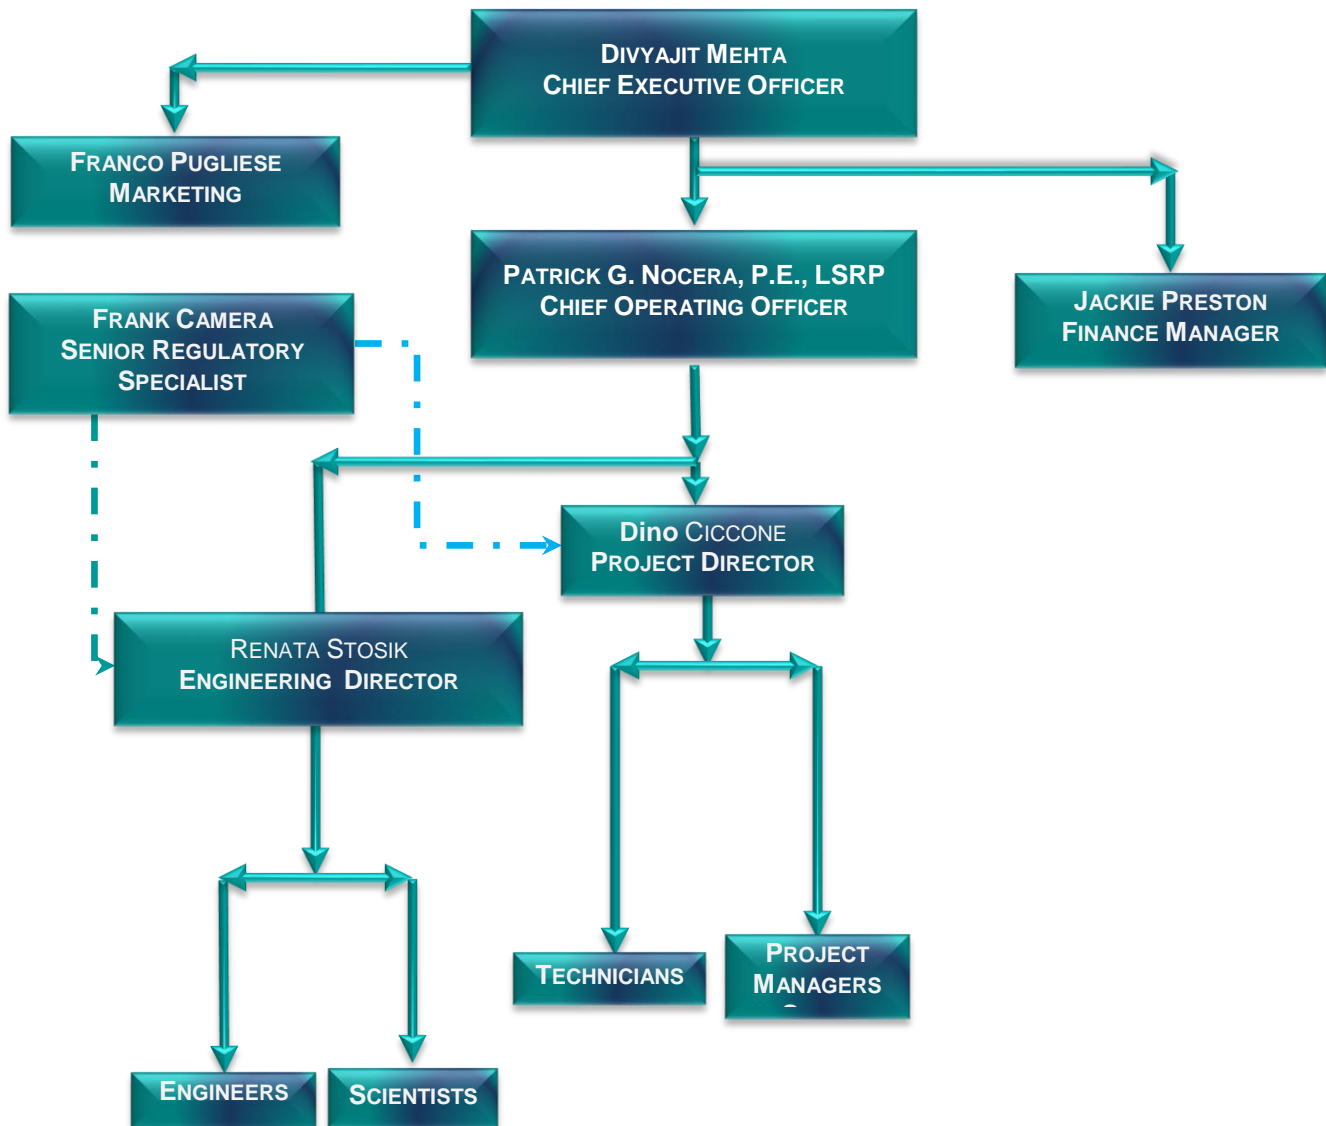 DIVYAJIT MEHTA
CHIEF EXECUTIVE OFFICER
FRANCO PUGLIESE
MARKETING
PATRICK G. NOCERA, P.E., LSRP
CHIEF OPERATING OFFICER
JACKIE PRESTON
FINANCE MANAGER
FRANK CAMERA
SENIOR REGULATORY
SPECIALIST
Dino CICCONE
PROJECT DIRECTOR
RENATA STOSIK
ENGINEERING DIRECTOR
TECHNICIANS
PROJECT
MANAGERS
ENGINEERS
SCIENTISTS